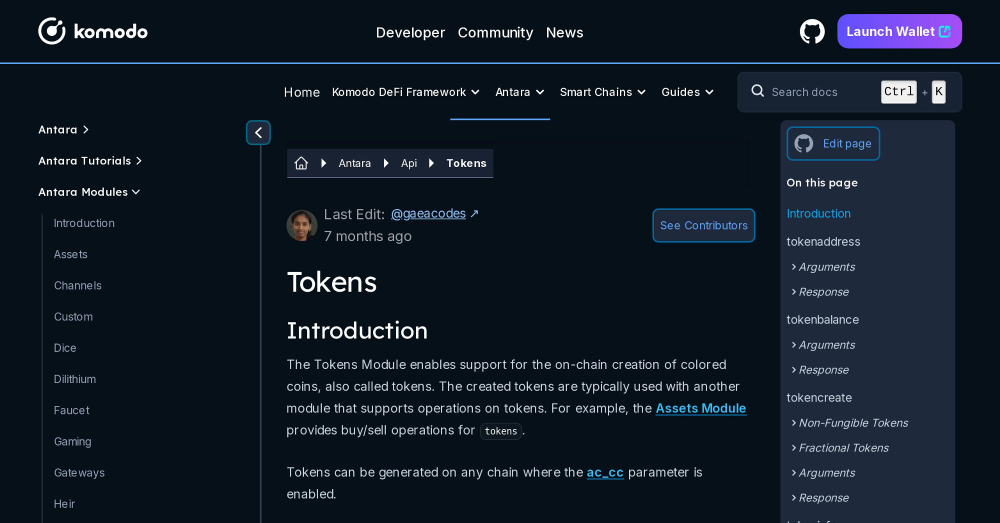 komodo
Developer Community News
Launch Wallet
Home Komodo DeFi Framework Antara Smart Chains Guides
Search docs Ctrl + K
Antara
Antara Tutorials
Antara Modules
Introduction
Assets
Channels
Custom
Dice
Dilithium
Faucet
Gaming
Gateways
Heir
Antara Api Tokens
Last Edit: @gaeacodes ↗
7 months ago
See Contributors
Tokens
Introduction
The Tokens Module enables support for the on-chain creation of colored
coins, also called tokens. The created tokens are typically used with another
module that supports operations on tokens. For example, the Assets Module
provides buy/sell operations for tokens.
Tokens can be generated on any chain where the ac_cc parameter is
enabled.
Edit page
On this page
Introduction
tokenaddress
Arguments
Response
tokenbalance
Arguments
Response
tokencreate
Non-Fungible Tokens
Fractional Tokens
Arguments
Response